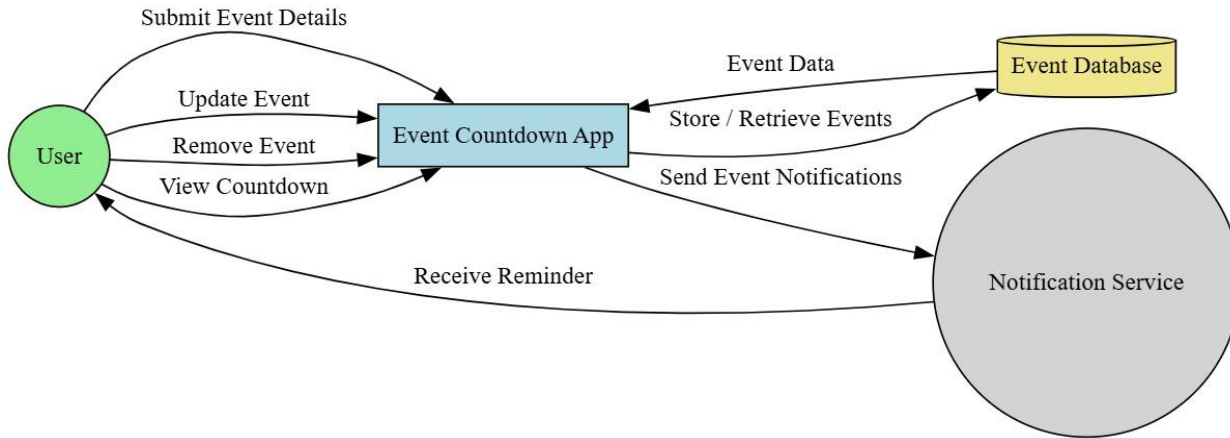 Submit Event Details
Update Event
Remove Event
View Countdown
User
Event Countdown App
Event Data
Store / Retrieve Events
Send Event Notifications
Receive Reminder
Event Database
Notification Service